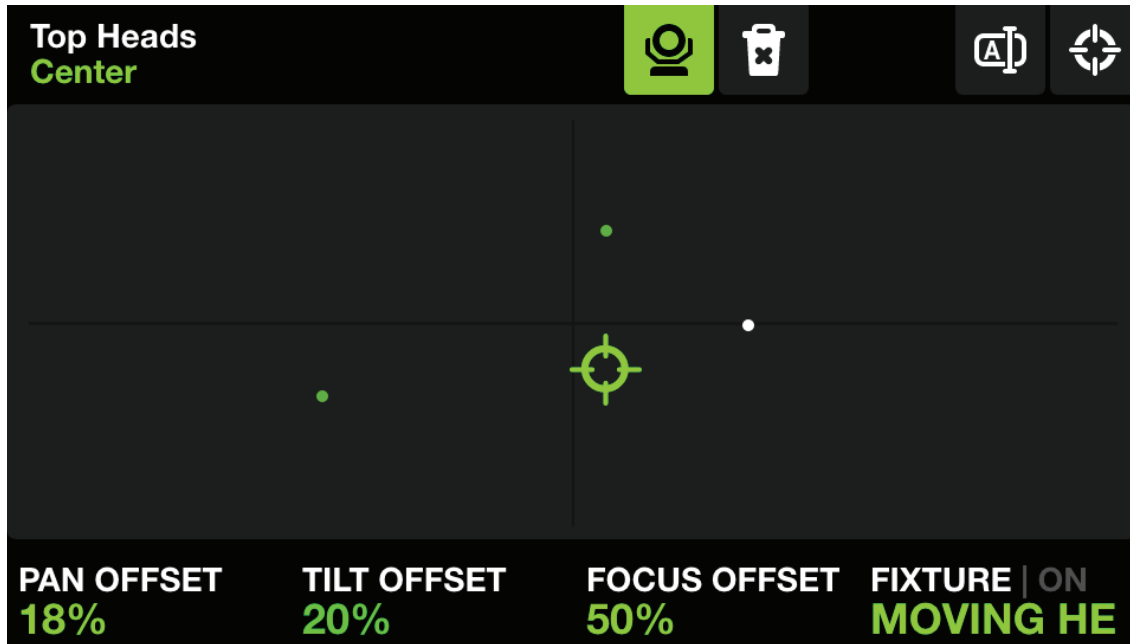 Top Heads
Center
A
PAN OFFSET
18%
TILT OFFSET
20%
FOCUS OFFSET
50%
FIXTURE | ON
MOVING HE